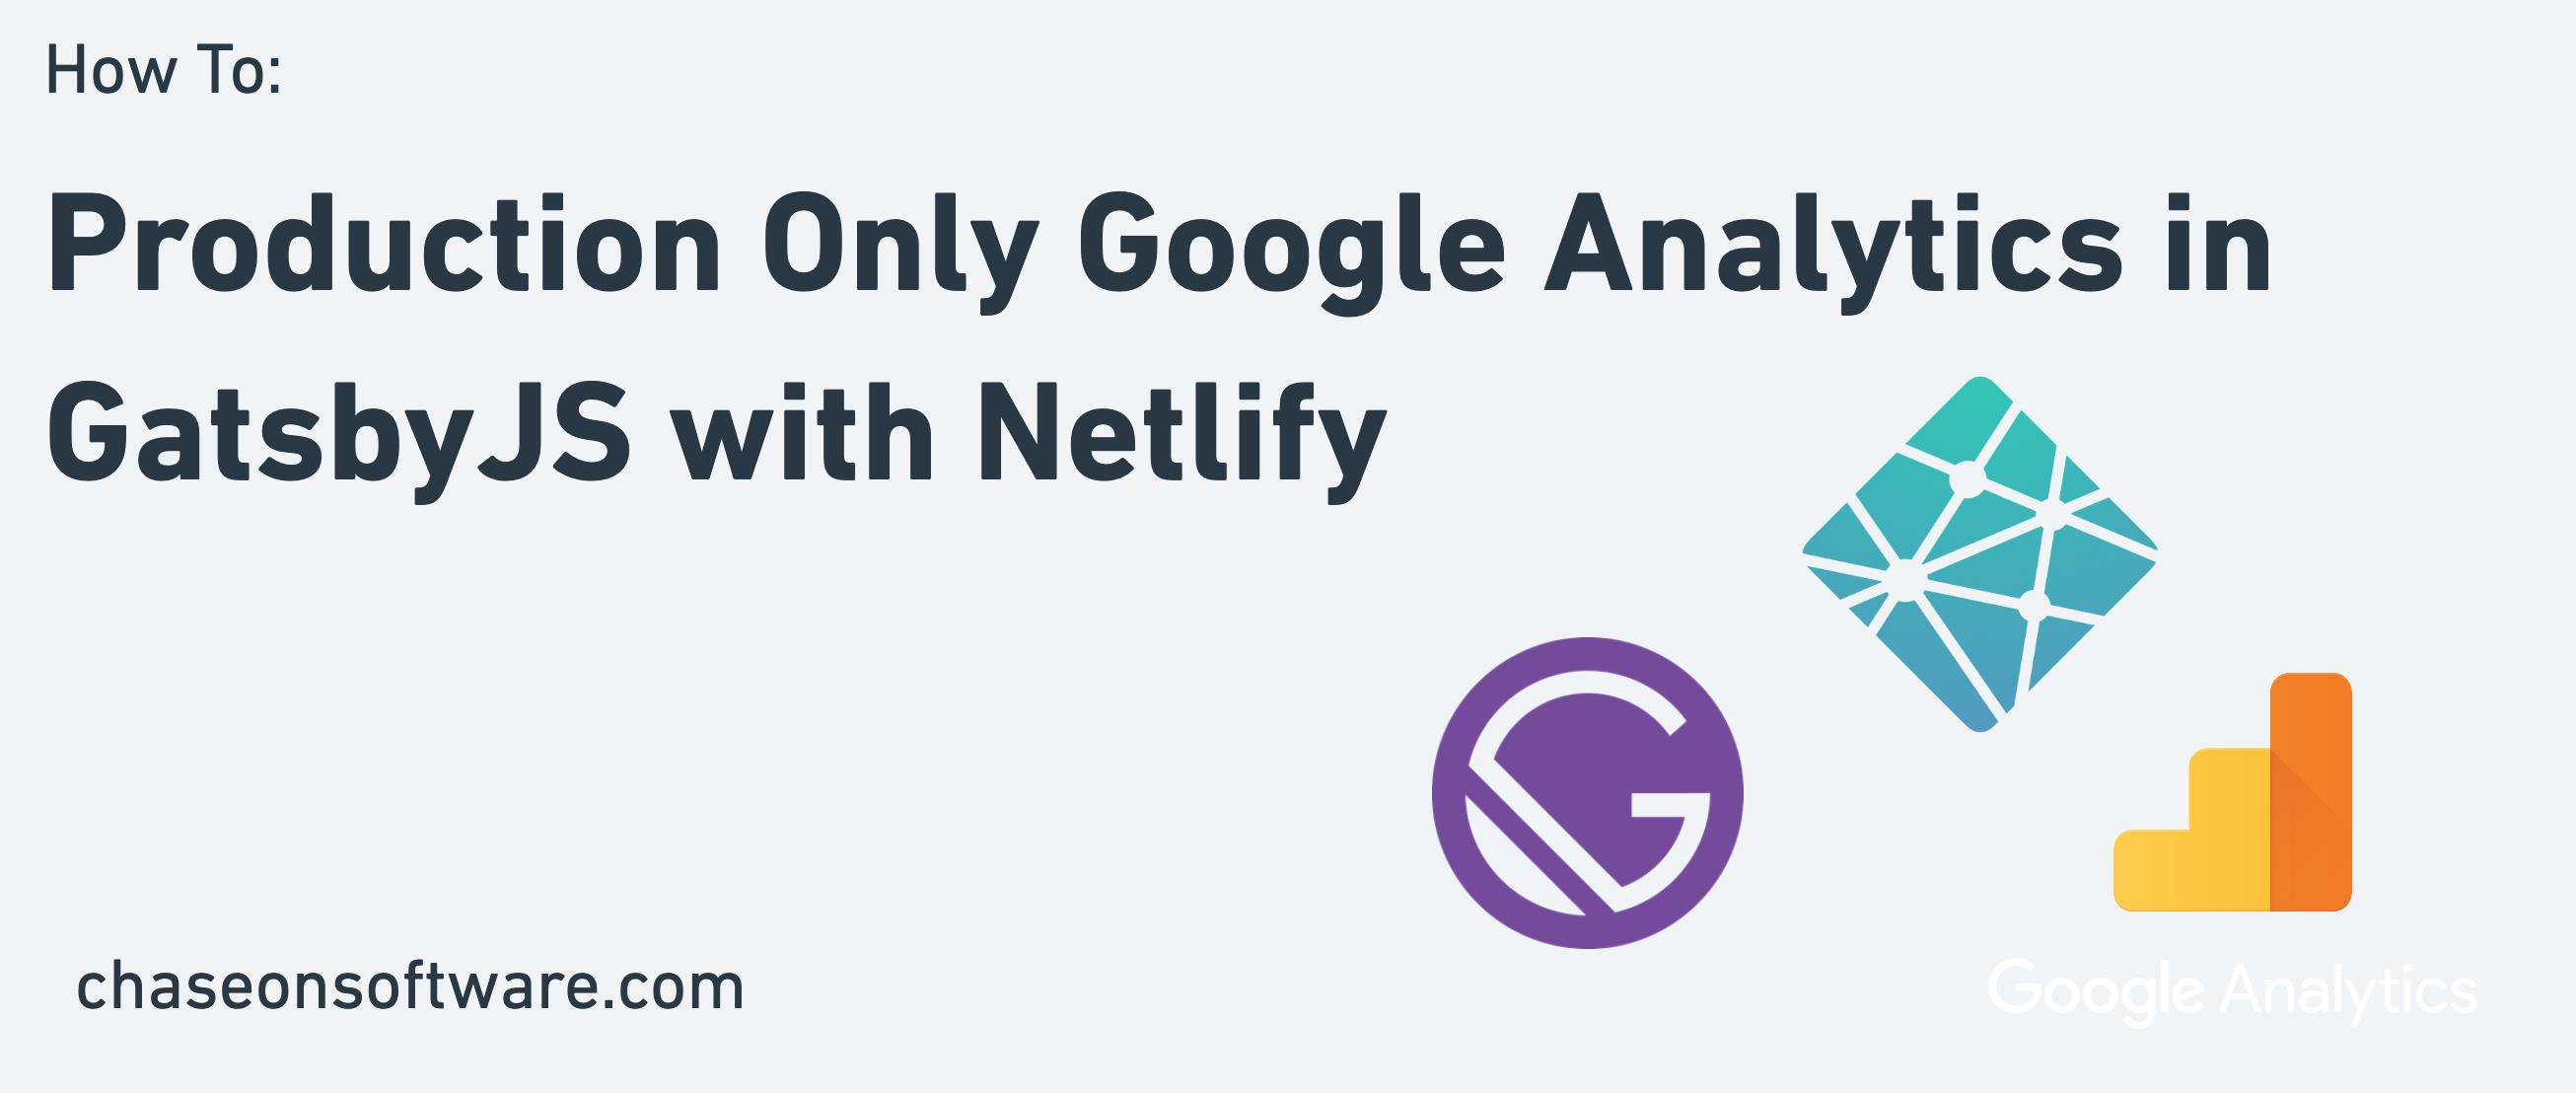 How To:
Production Only Google Analytics in
GatsbyJS with Netlify
chaseonsoftware.com
Google Analytics